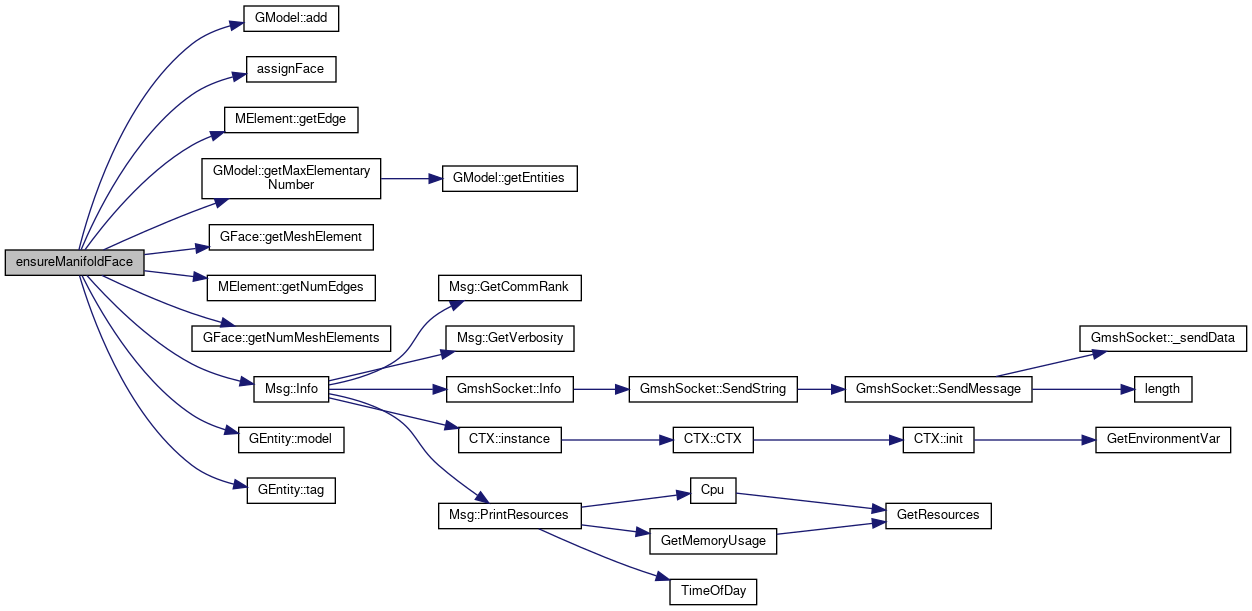 GModel::add
assignFace
MElement::getEdge
GModel::getMaxElementary
Number
GModel::getEntities
GFace::getMeshElement
ensureManifoldFace
MElement::getNumEdges
Msg::GetCommRank
GFace::getNumMeshElements
Msg::GetVerbosity
GmshSocket::_sendData
Msg::Info
GmshSocket::Info
GmshSocket::SendString
GmshSocket::SendMessage
length
GEntity::model
CTX::instance
CTX::CTX
CTX::init
GetEnvironmentVar
GEntity::tag
Cpu
Msg::PrintResources
GetResources
GetMemoryUsage
TimeOfDay